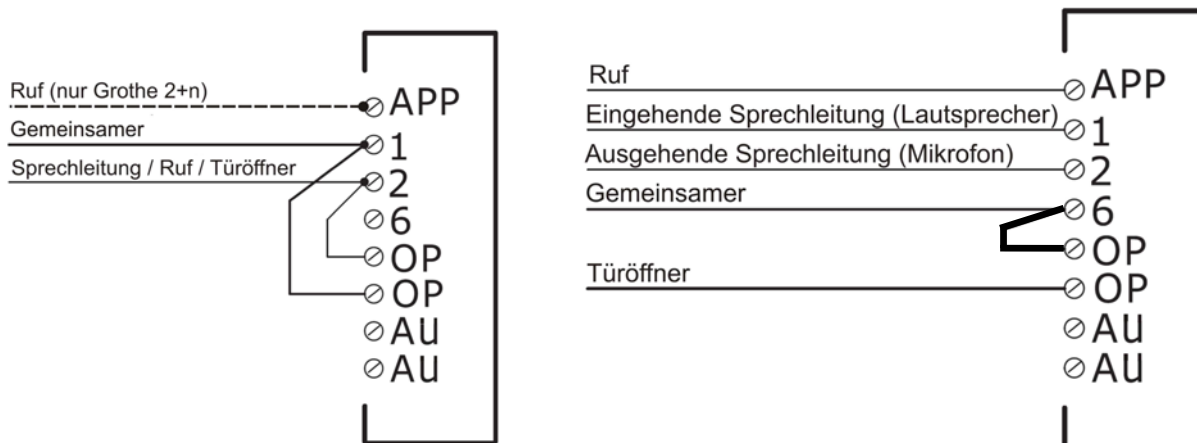 Ruf (nur Grothe 2+n)
APP
Gemeinsamer
1
Sprechleitung / Ruf / Türöffner
2
6
OP
OP
AU
AU
Ruf
APP
Eingehende Sprechleitung (Lautsprecher)
1
Ausgehende Sprechleitung (Mikrofon)
2
Gemeinsamer
6
OP
Türöffner
OP
AU
AU